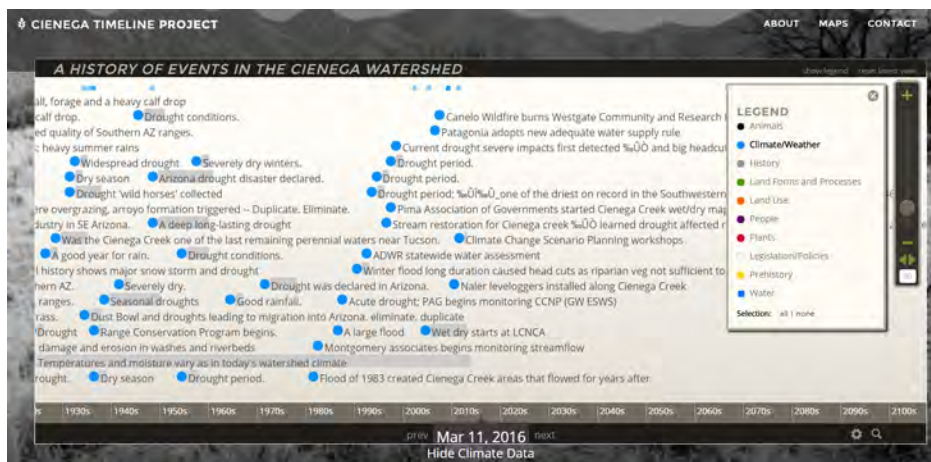 CIENEGA TIMELINE PROJECT
ABOUT MAPS CONTACT
A HISTORY OF EVENTS IN THE CIENEGA WATERSHED
show legend
all, forage and a heavy calf drop
calf drop. Drought conditions. Canelo Wildfire burns Westgate Community and Research
ed quality of Southern AZ ranges. Patagonia adopts new adequate water supply rule
; heavy summer rains Current drought severe impacts first detected ‰ÛÒ and big headcut
Widespread drought Severely dry winters. Drought period.
Dry season Arizona drought disaster declared. Drought period.
Drought 'wild horses' collected Drought period; ‰ÛÏ‰Û_one of the driest on record in the Southwestern
ere overgrazing, arroyo formation triggered -- Duplicate. Eliminate. Pima Association of Governments started Cienega Creek wet/dry map
dustry in SE Arizona. A deep long-lasting drought Stream restoration for Cienega creek ‰ÛÒ learned drought affected r
Was the Cienega Creek one of the last remaining perennial waters near Tucson. Climate Change Scenario Planning workshops
A good year for rain. Drought conditions. ADWR statewide water assessment
l history shows major snow storm and drought Winter flood long duration caused head cuts as riparian veg not sufficient to
hern AZ. Severely dry. Drought was declared in Arizona. Naler leveloggers installed along Cienega Creek
ranges. Seasonal droughts Good rainfall. Acute drought; PAG begins monitoring CCNP (GW ESWS)
rass. Dust Bowl and droughts leading to migration into Arizona. eliminate. duplicate
Drought Range Conservation Program begins. A large flood Wet dry starts at LCNCA
damage and erosion in washes and riverbeds Montgomery associates begins monitoring streamflow
Temperatures and moisture vary as in today's watershed climate
rought. Dry season Drought period. Flood of 1983 created Cienega Creek areas that flowed for years after
LEGEND
Animals
Climate/Weather
History
Land Forms and Processes
Land Use
People
Plants
Legislation/Policies
Prehistory
Water
Selection: all | none
1930s 1940s 1950s 1960s 1970s 1980s 1990s 2000s 2010s 2020s 2030s 2040s 2050s 2060s 2070s 2080s 2090s 2100s
prev Mar 11, 2016 next
Hide Climate Data